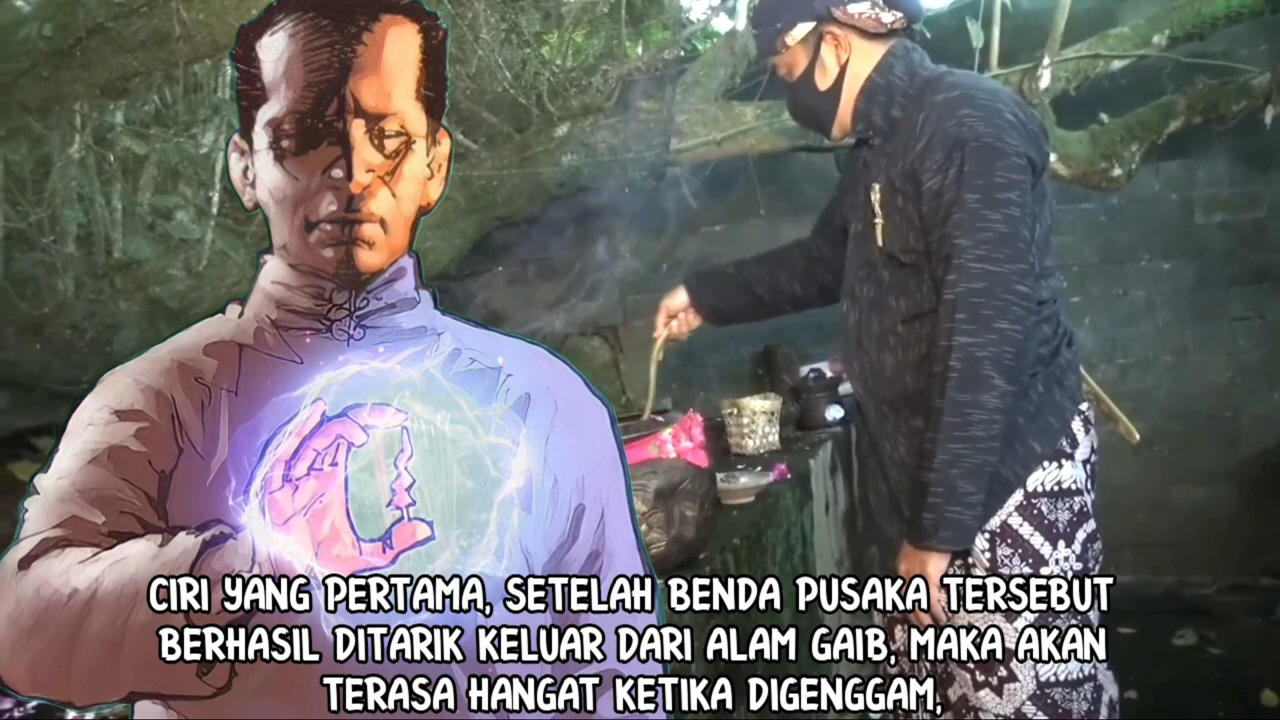 CIRI YANG PERTAMA, SETELAH BENDA PUSAKA TERSEBUT
BERHASIL DITARIK KELUAR DARI ALAM GAIB, MAKA AKAN
TERASA HANGAT KETIKA DIGENGGAM,